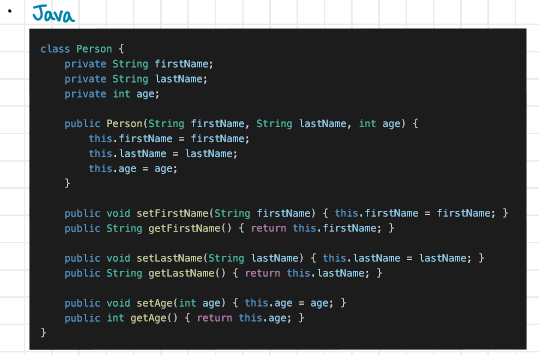 • Java
class Person {
    private String firstName;
    private String lastName;
    private int age;

    public Person(String firstName, String lastName, int age) {
        this.firstName = firstName;
        this.lastName = lastName;
        this.age = age;
    }

    public void setFirstName(String firstName) { this.firstName = firstName; }
    public String getFirstName() { return this.firstName; }

    public void setLastName(String lastName) { this.lastName = lastName; }
    public String getLastName() { return this.lastName; }

    public void setAge(int age) { this.age = age; }
    public int getAge() { return this.age; }
}